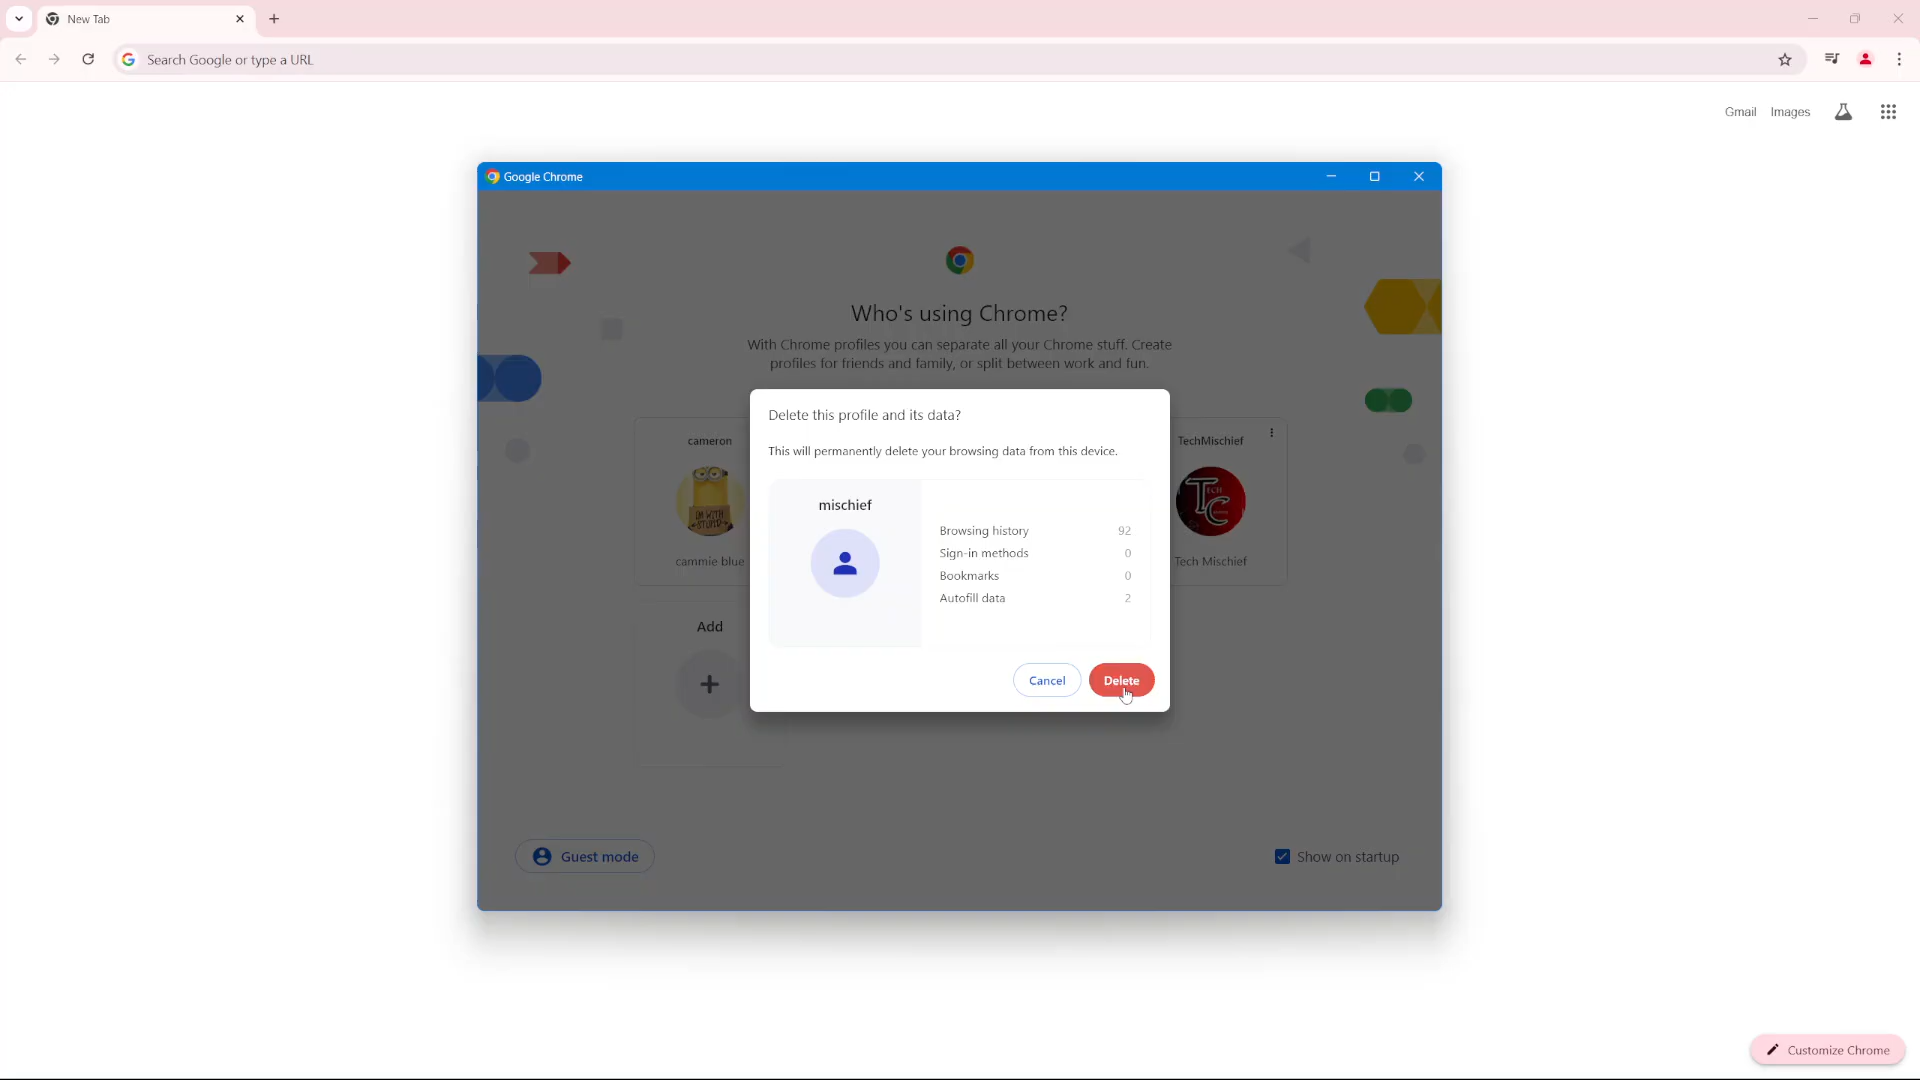 New Tab
Search Google or type a URL
Gmail Images
Google Chrome
Who's using Chrome?
With Chrome profiles you can separate all your Chrome stuff. Create
profiles for friends and family, or split between work and fun.
cameron
I'M WITH
STUPID
cammie blue
Delete this profile and its data?
This will permanently delete your browsing data from this device.
mischief
Browsing history 92
Sign-in methods 0
Bookmarks 0
Autofill data 2
Cancel Delete
TechMischief
TECH
Tech Mischief
Add
Guest mode
Show on startup
Customize Chrome